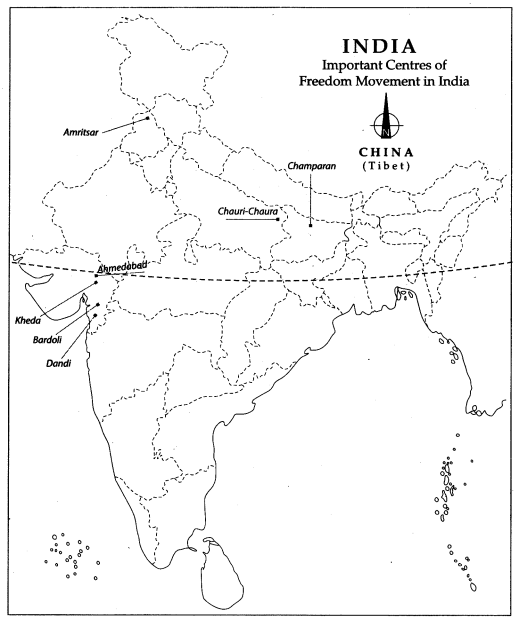 INDIA
Important Centres of
Freedom Movement in India
N
CHINA
(Tibet)
Amritsar
Champaran
Chauri-Chaura
Ahmedabad
Kheda
Bardoli
Dandi